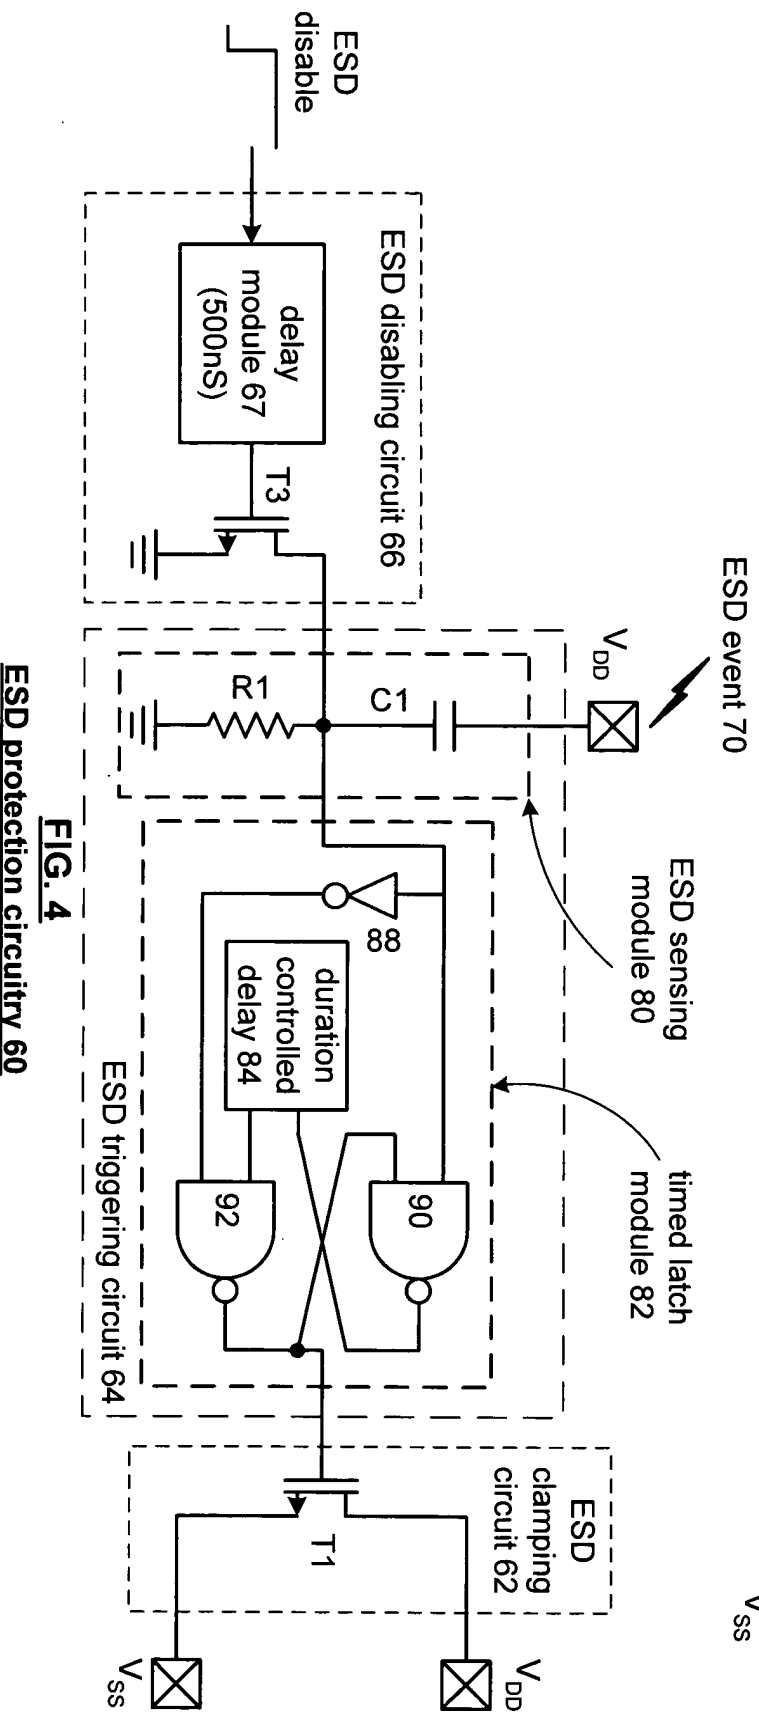 ESD
disable
ESD disabling circuit 66
delay
module 67
(500nS)
T3
ESD event 70
V DD
C1
R1
ESD sensing
module 80
timed latch
module 82
88
duration
controlled
delay 84
90
92
ESD triggering circuit 64
ESD
clamping
circuit 62
T1
V DD
V SS
V SS
FIG. 4
ESD protection circuitry 60